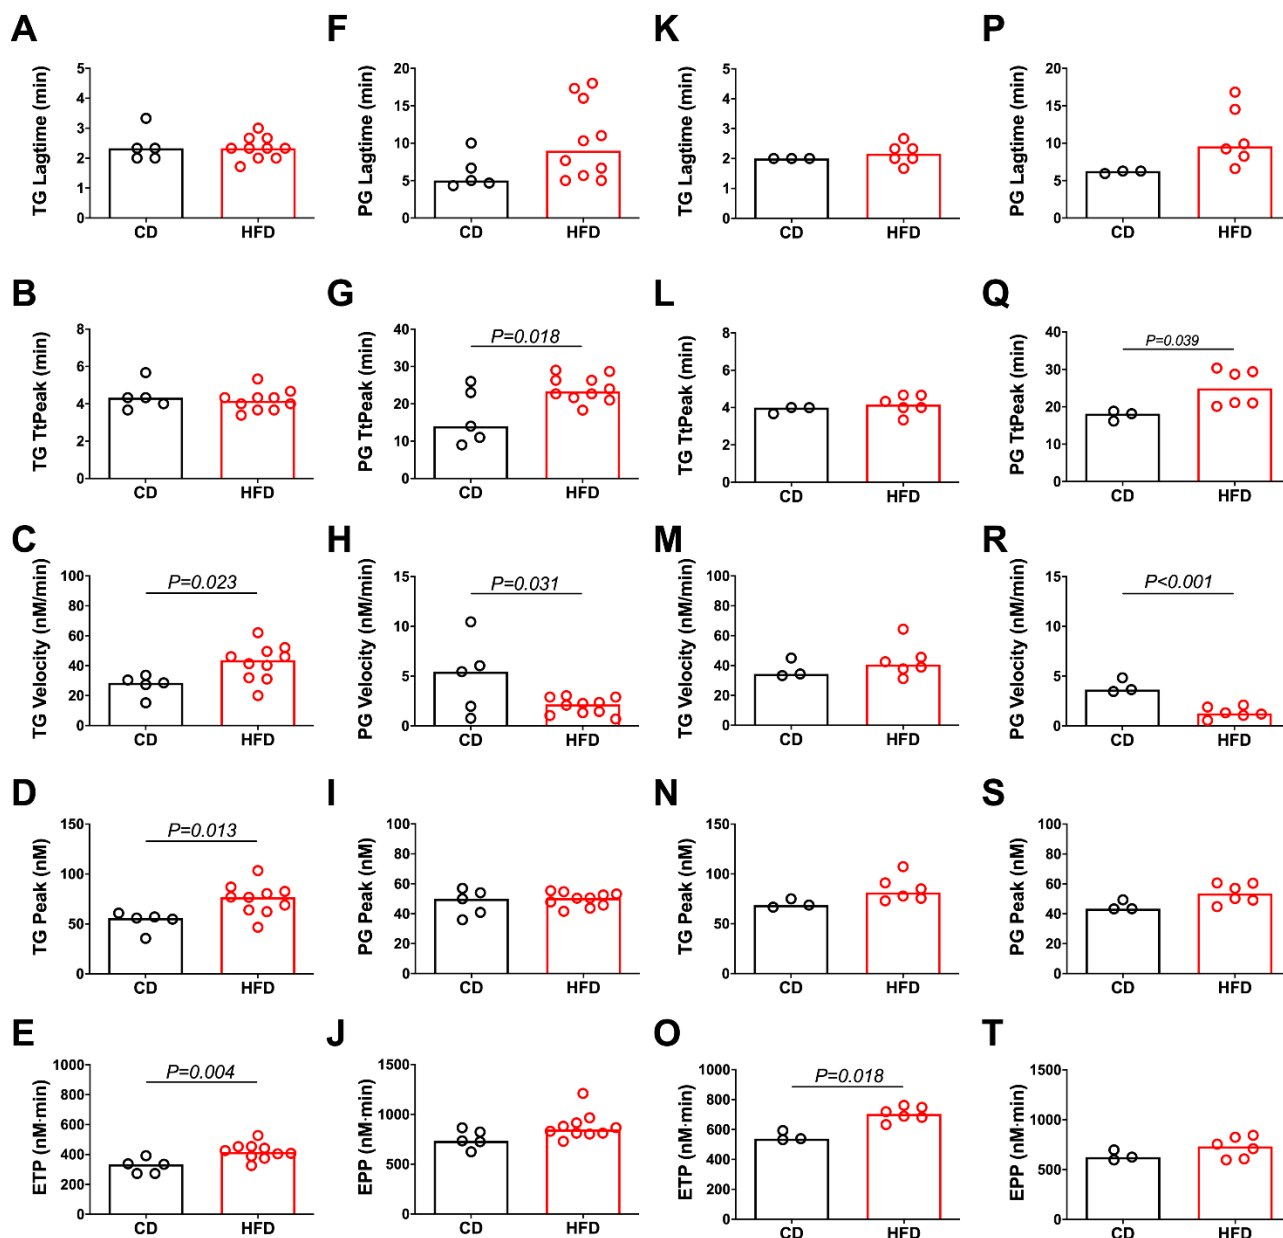 A
TG Lagtime (min)
5
4
3
2
1
0
CD
HFD
F
PG Lagtime (min)
20
15
10
5
0
CD
HFD
K
TG Lagtime (min)
5
4
3
2
1
0
CD
HFD
P
PG Lagtime (min)
20
15
10
5
0
CD
HFD
B
TG TtPeak (min)
8
6
4
2
0
CD
HFD
G
PG TtPeak (min)
40
30
20
10
0
P=0.018
CD
HFD
L
TG TtPeak (min)
8
6
4
2
0
CD
HFD
Q
PG TtPeak (min)
40
30
20
10
0
P=0.039
CD
HFD
C
TG Velocity (nM/min)
100
80
60
40
20
0
P=0.023
CD
HFD
H
PG Velocity (nM/min)
15
10
5
0
P=0.031
CD
HFD
M
TG Velocity (nM/min)
100
80
60
40
20
0
CD
HFD
R
PG Velocity (nM/min)
15
10
5
0
P<0.001
CD
HFD
D
TG Peak (nM)
150
100
50
0
P=0.013
CD
HFD
I
PG Peak (nM)
100
80
60
40
20
0
CD
HFD
N
TG Peak (nM)
150
100
50
0
CD
HFD
S
PG Peak (nM)
100
80
60
40
20
0
CD
HFD
E
ETP (nM·min)
1000
800
600
400
200
0
P=0.004
CD
HFD
J
EPP (nM·min)
1500
1000
500
0
CD
HFD
O
ETP (nM·min)
1000
800
600
400
200
0
P=0.018
CD
HFD
T
EPP (nM·min)
1500
1000
500
0
CD
HFD